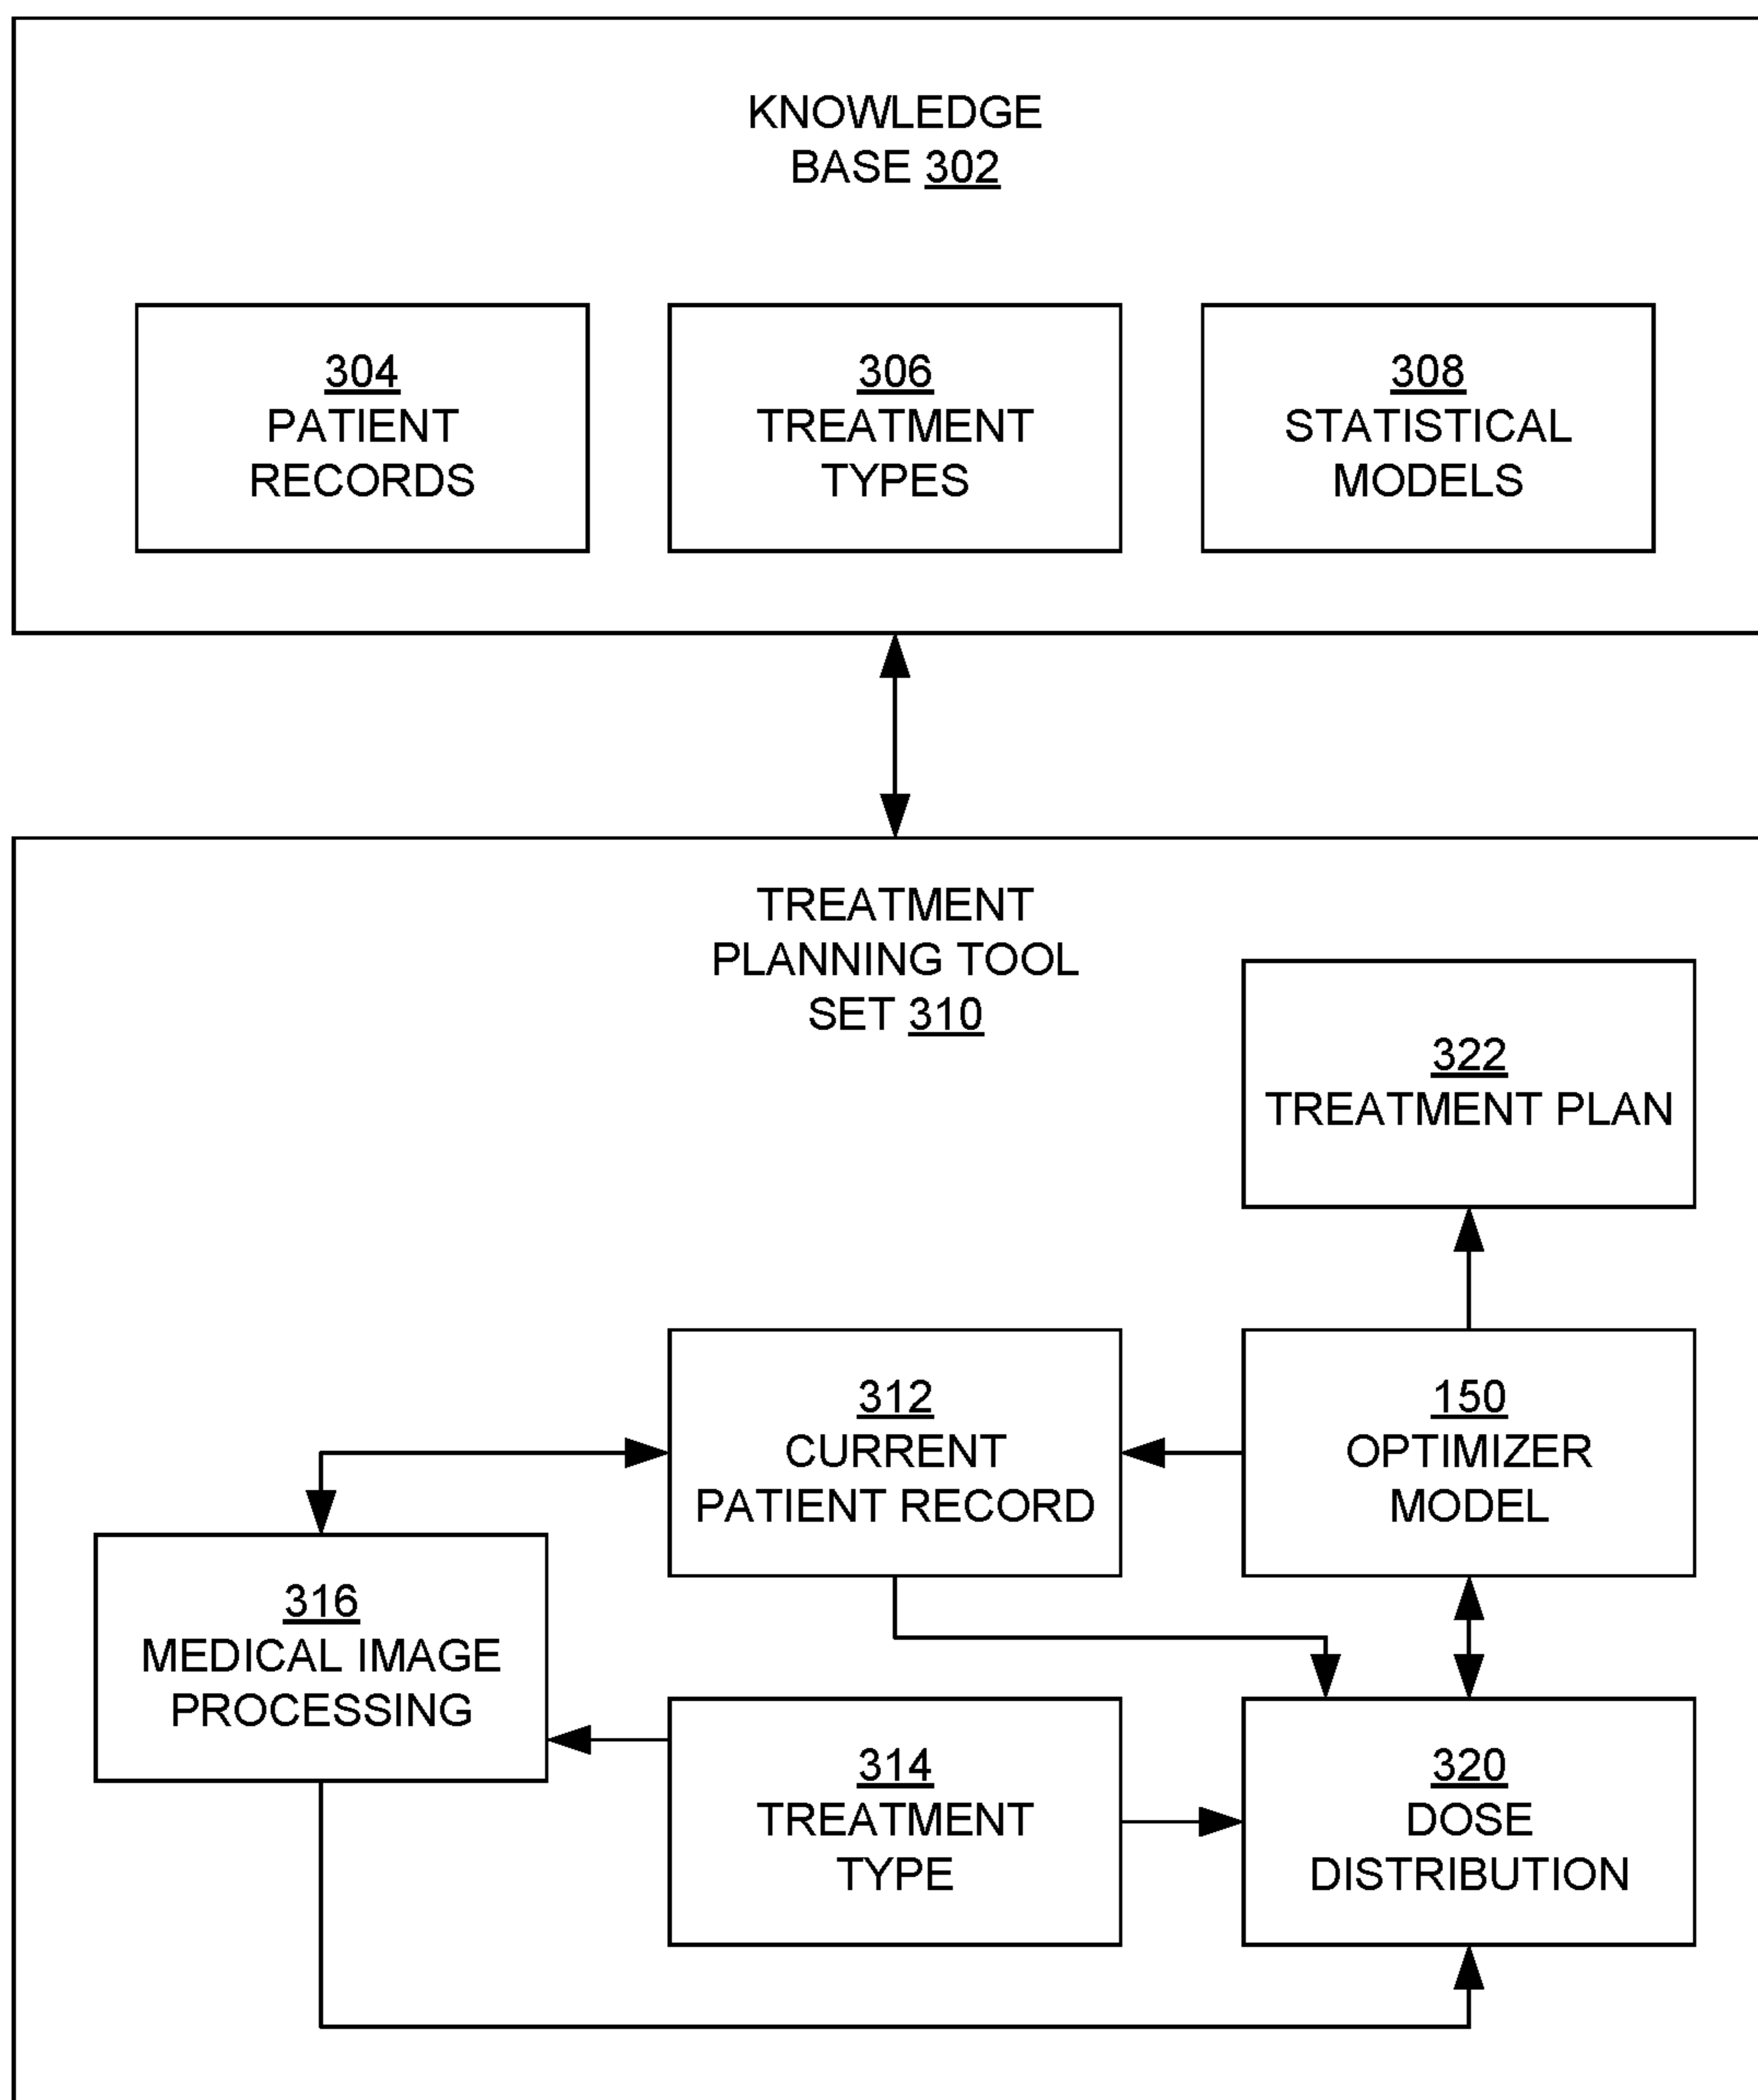 KNOWLEDGE
BASE 302
304
PATIENT
RECORDS
306
TREATMENT
TYPES
308
STATISTICAL
MODELS
TREATMENT
PLANNING TOOL
SET 310
322
TREATMENT PLAN
312
CURRENT
PATIENT RECORD
150
OPTIMIZER
MODEL
316
MEDICAL IMAGE
PROCESSING
314
TREATMENT
TYPE
320
DOSE
DISTRIBUTION